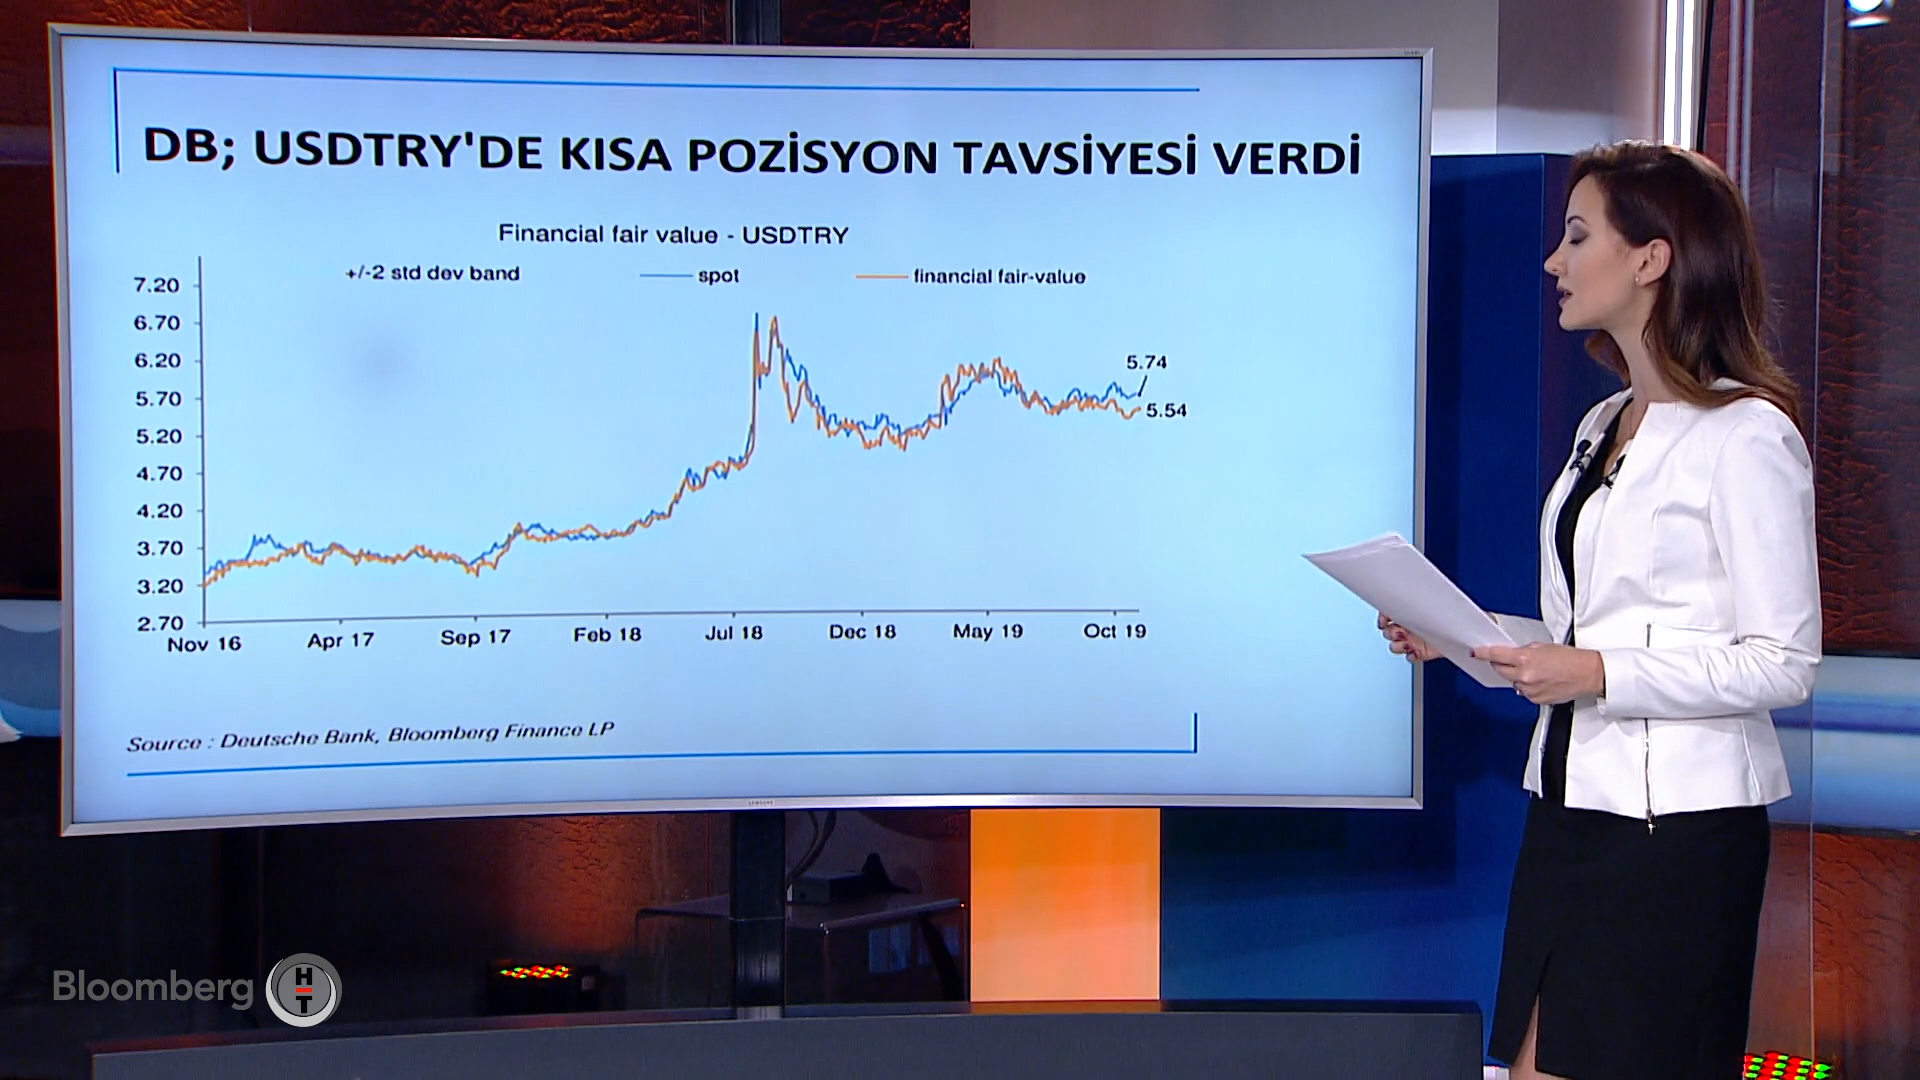 DB; USDTRY'DE KISA POZİSYON TAVSİYESİ VERDİ
Financial fair value - USDTRY
+/-2 std dev band spot financial fair-value
7.20
6.70
6.20
5.70
5.20
4.70
4.20
3.70
3.20
2.70
5.74
5.54
Nov 16 Apr 17 Sep 17 Feb 18 Jul 18 Dec 18 May 19 Oct 19
Source : Deutsche Bank, Bloomberg Finance LP
SAMSUNG
Bloomberg HT